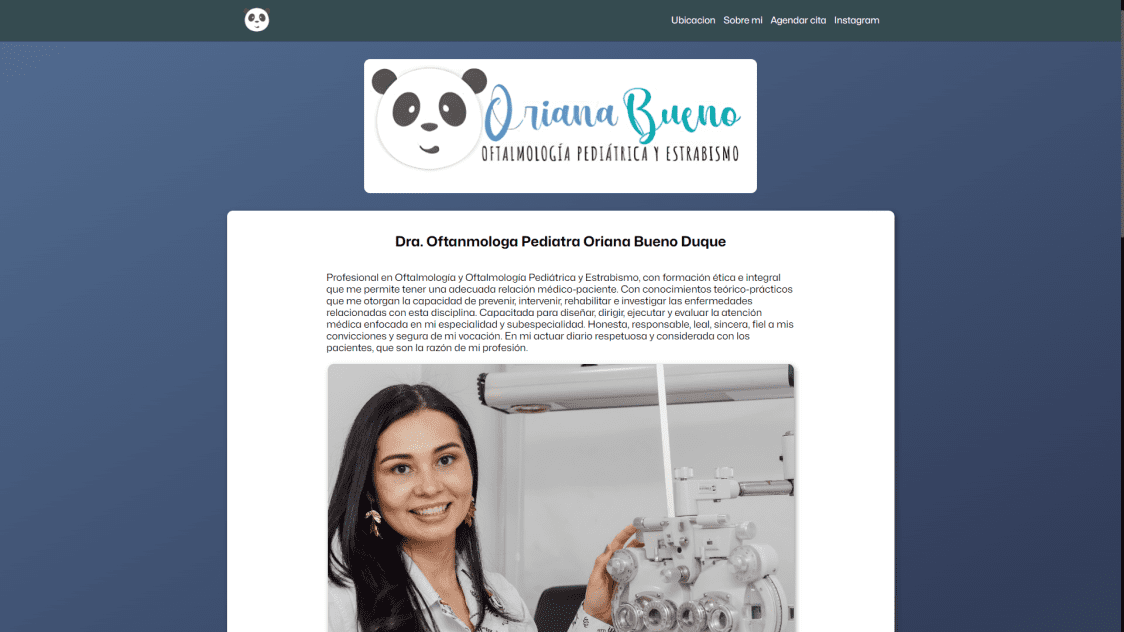 Ubicacion Sobre mi Agendar cita Instagram
Oriana Bueno
OFTALMOLOGÍA PEDIÁTRICA Y ESTRABISMO
Dra. Oftanmologa Pediatra Oriana Bueno Duque
Profesional en Oftalmología y Oftalmología Pediátrica y Estrabismo, con formación ética e integral
que me permite tener una adecuada relación médico-paciente. Con conocimientos teórico-prácticos
que me otorgan la capacidad de prevenir, intervenir, rehabilitar e investigar las enfermedades
relacionadas con esta disciplina. Capacitada para diseñar, dirigir, ejecutar y evaluar la atención
médica enfocada en mi especialidad y subespecialidad. Honesta, responsable, leal, sincera, fiel a mis
convicciones y segura de mi vocación. En mi actuar diario respetuosa y considerada con los
pacientes, que son la razón de mi profesión.